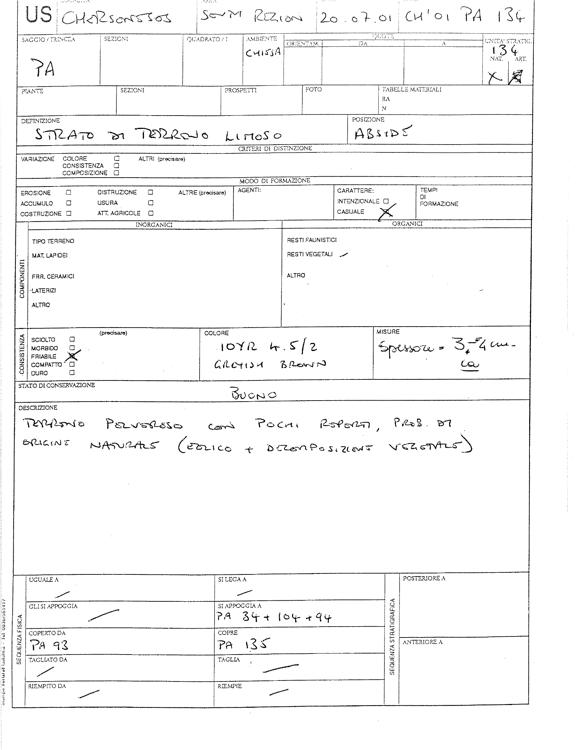 US CHORSONESOS SOUTH REGION 20.07.01 CH'01 PA 134
SAGGIO / TRINCEA SEZIONI QUADRATO / I AMBIENTE QUOTE UNITA' STRATIG.
PA CHIESA ORIENTAM. DA A 134
NAT. ART.
X
PIANTE SEZIONI PROSPETTI FOTO TABELLE MATERIALI
RA
N
DEFINIZIONE POSIZIONE
STRATO DI TERRENO LIMOSO ABSIDE
CRITERI DI DISTINZIONE
VARIAZIONE COLORE ☐ ALTRI (precisare)
CONSISTENZA ☐
COMPOSIZIONE ☐
MODO DI FORMAZIONE
EROSIONE ☐ DISTRUZIONE ☐ ALTRE (precisare) AGENTI: CARATTERE: TEMPI
ACCUMULO ☐ USURA ☐ INTENZIONALE ☐ DI
COSTRUZIONE ☐ ATT. AGRICOLE ☐ CASUALE X FORMAZIONE
INORGANICI ORGANICI
COMPONENTI
TIPO TERRENO RESTI FAUNISTICI
MAT. LAPIDEI RESTI VEGETALI /
FRR. CERAMICI ALTRO
LATERIZI
ALTRO
CONSISTENZA
(precisare) COLORE MISURE
SCIOLTO ☐
MORBIDO ☐ 10YR 4.5/2 Spessore = 3-4 cm
FRIABILE X GREYISH BROWN ca
COMPATTO ☐
DURO ☐
STATO DI CONSERVAZIONE
BUONO
DESCRIZIONE
TERRENO POLVEROSO CON POCHI REPERTI, PROB. DI
ORIGINE NATURALE (EOLICO + DECOMPOSIZIONE VEGETALE)
SEQUENZA FISICA
UGUALE A / SI LEGA A /
GLI SI APPOGGIA / SI APPOGGIA A
PA 34 + 104 + 94
COPERTO DA COPRE
PA 93 PA 135
TAGLIATO DA / TAGLIA /
RIEMPITO DA / RIEMPIE /
SEQUENZA STRATIGRAFICA
POSTERIORE A
ANTERIORE A